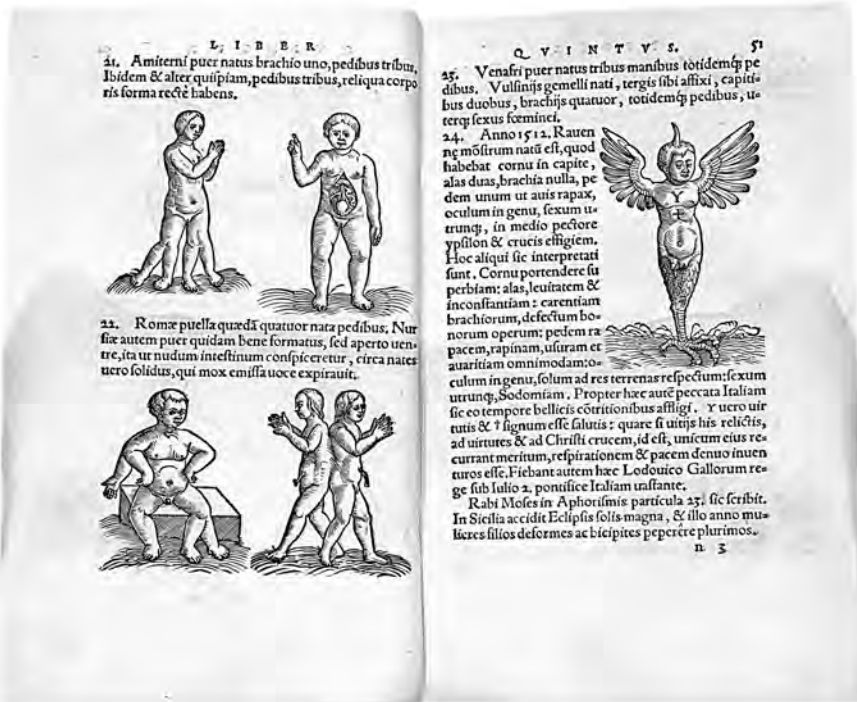 LIBER
21. Amiterni puer natus brachio uno, pedibus tribus,
Ibidem & alter quispiam, pedibus tribus, reliqua corpo
ris forma rectè habens.
22. Romæ puella quædā quatuor nata pedibus. Nur
siæ autem puer quidam bene formatus, sed aperto uen-
tre, ita ut nudum intestinum conspiceretur, circa nates
uero solidus, qui mox emissa uoce expirauit.
QVINTVS. 51
23. Venafri puer natus tribus manibus totidemq́; pe
dibus. Vulsinijs gemelli nati, tergis sibi affixi, capiti-
bus duobus, brachijs quatuor, totidemq́; pedibus, u-
terq; sexus fœminei.
24. Anno 1512. Rauen
nę mōstrum natū est, quod
habebat cornu in capite,
alas duas, brachia nulla, pe
dem unum ut auis rapax,
oculum in genu, sexum u-
trunq;, in medio pectore
ypsilon & crucis effigiem.
Hoc aliqui sic interpretati
sunt. Cornu portendere su
perbiam: alas, leuitatem &
inconstantiam: carentiam
brachiorum, defectum bo-
norum operum: pedem ra
pacem, rapinam, usuram et
auaritiam omnimodam: o-
culum in genu, solum ad res terrenas respectum: sexum
utrunq;, Sodomiam. Propter hæc autē peccata Italiam
sic eo tempore bellicis cōtritionibus affligi. Y uero uir
tutis & † signum esse salutis: quare si uitijs his relictis,
ad uirtutes & ad Christi crucem, id est, unicum eius re-
currant meritum, respirationem & pacem denuo inuen
turos esse. Fiebant autem hæc Lodouico Gallorum re-
ge sub Iulio 2. pontifice Italiam uastante.
Rabi Moses in Aphorismis particula 25. sic scribit.
In Sicilia accidit Eclipsis solis magna, & illo anno mu-
lieres filios deformes ac bicipites peperêre plurimos.
n 3